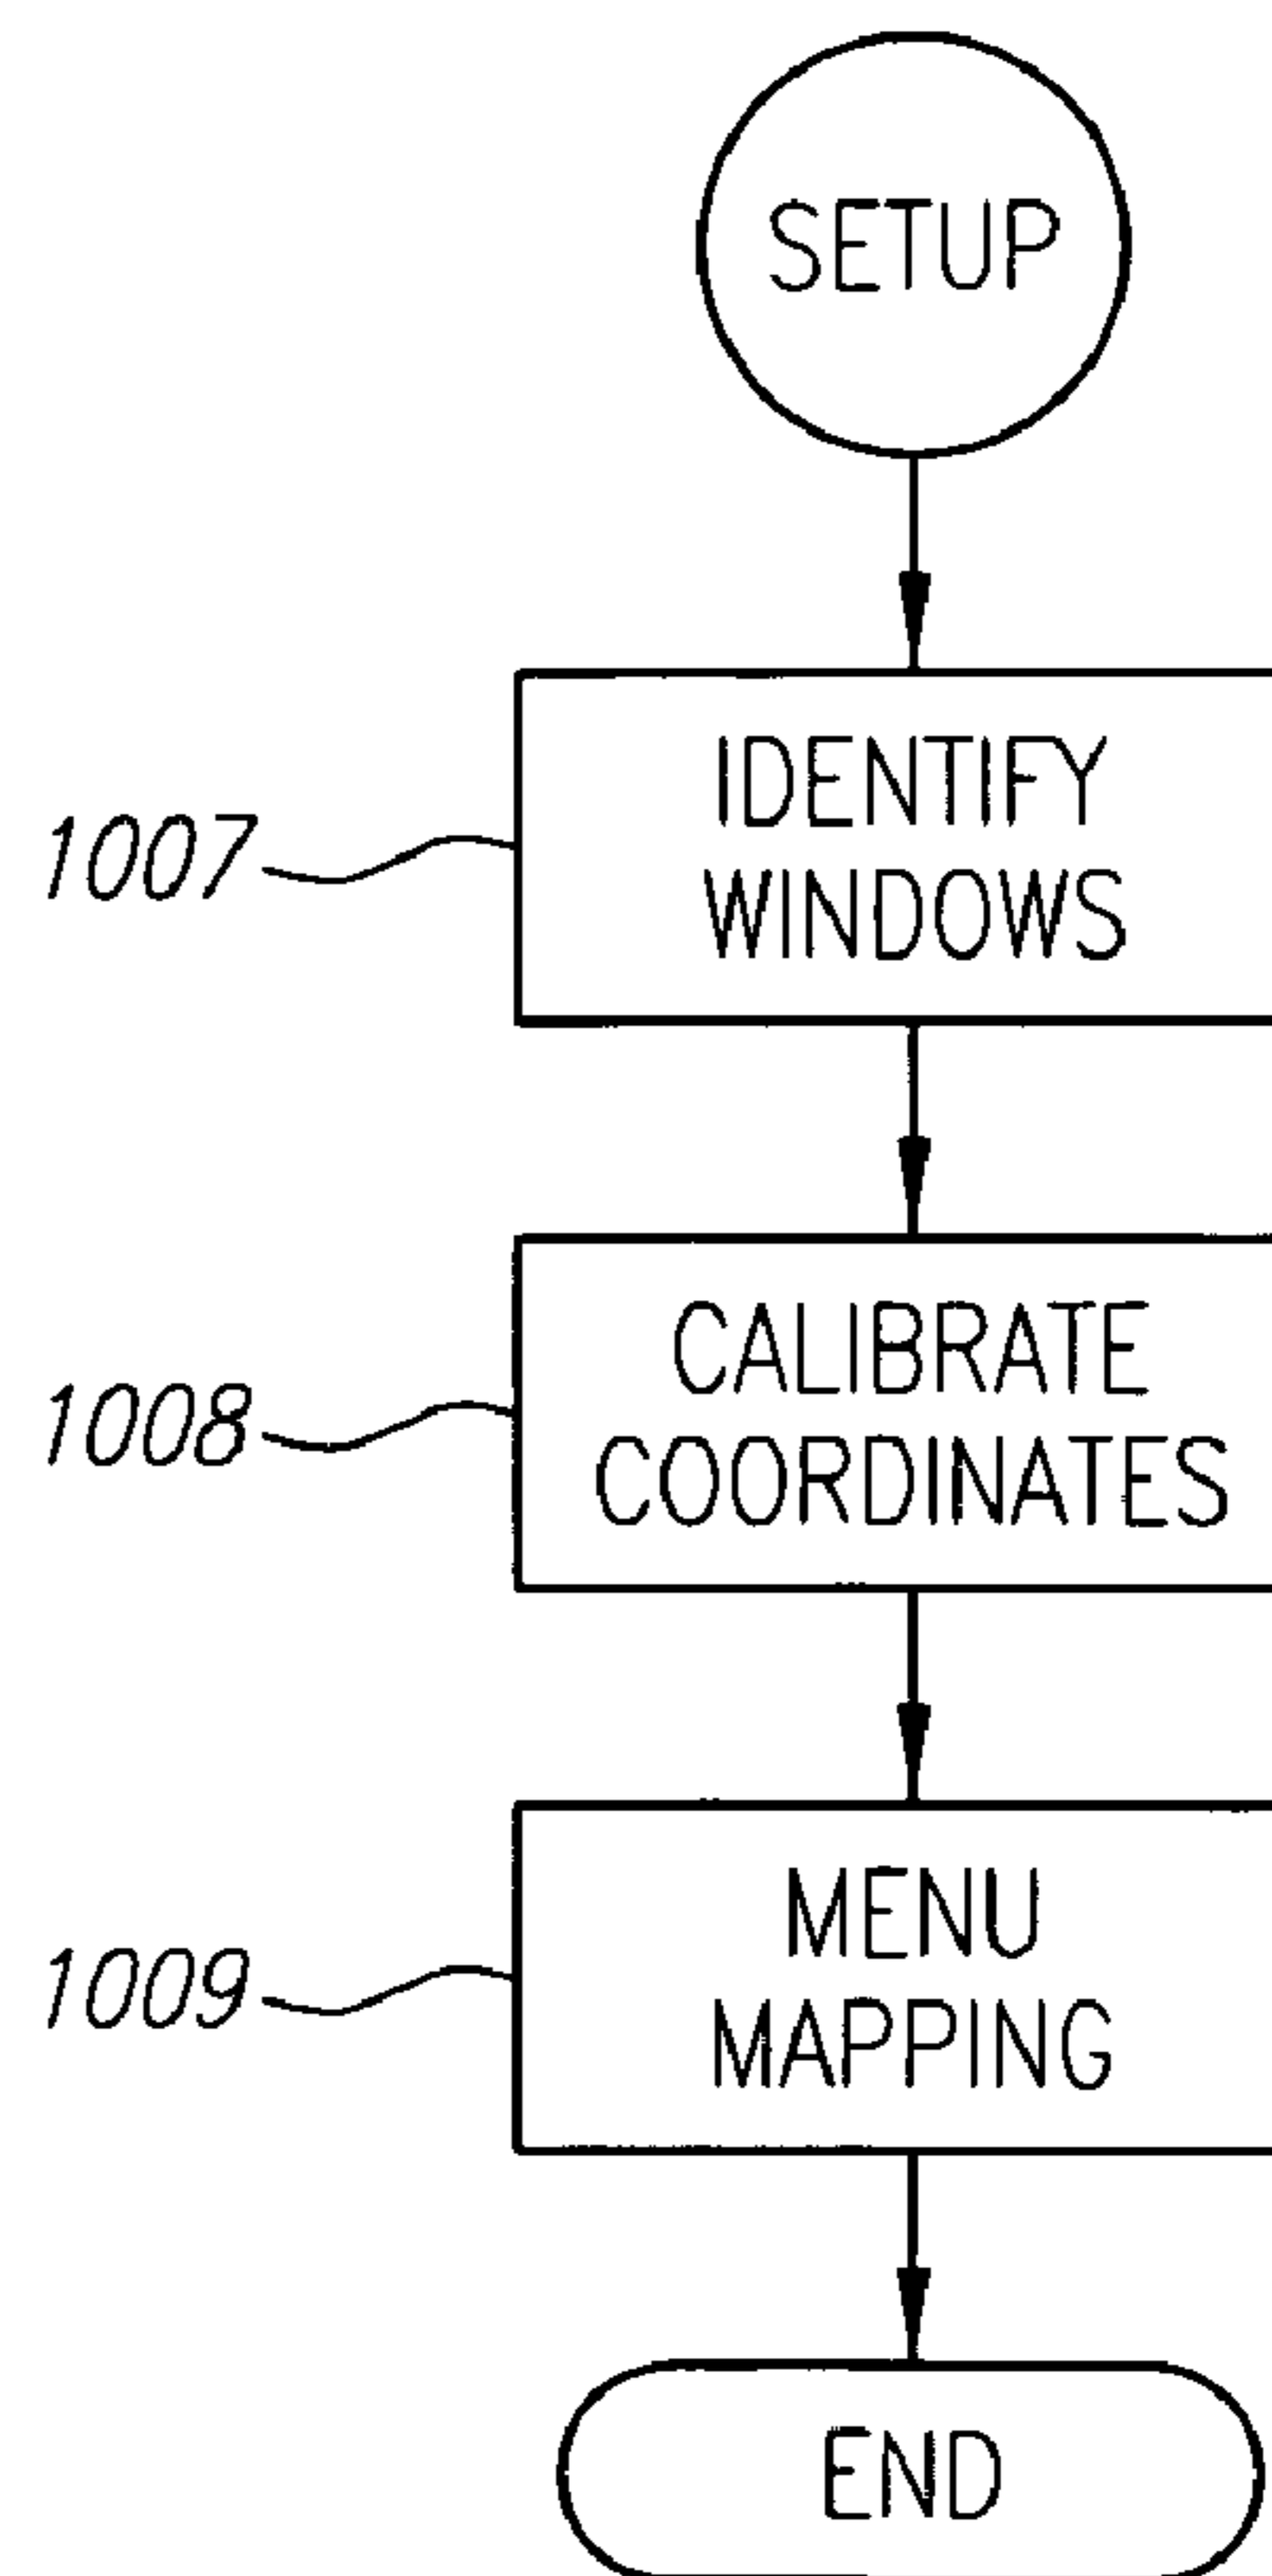 SETUP
IDENTIFY
WINDOWS
1007
CALIBRATE
COORDINATES
1008
MENU
MAPPING
1009
END